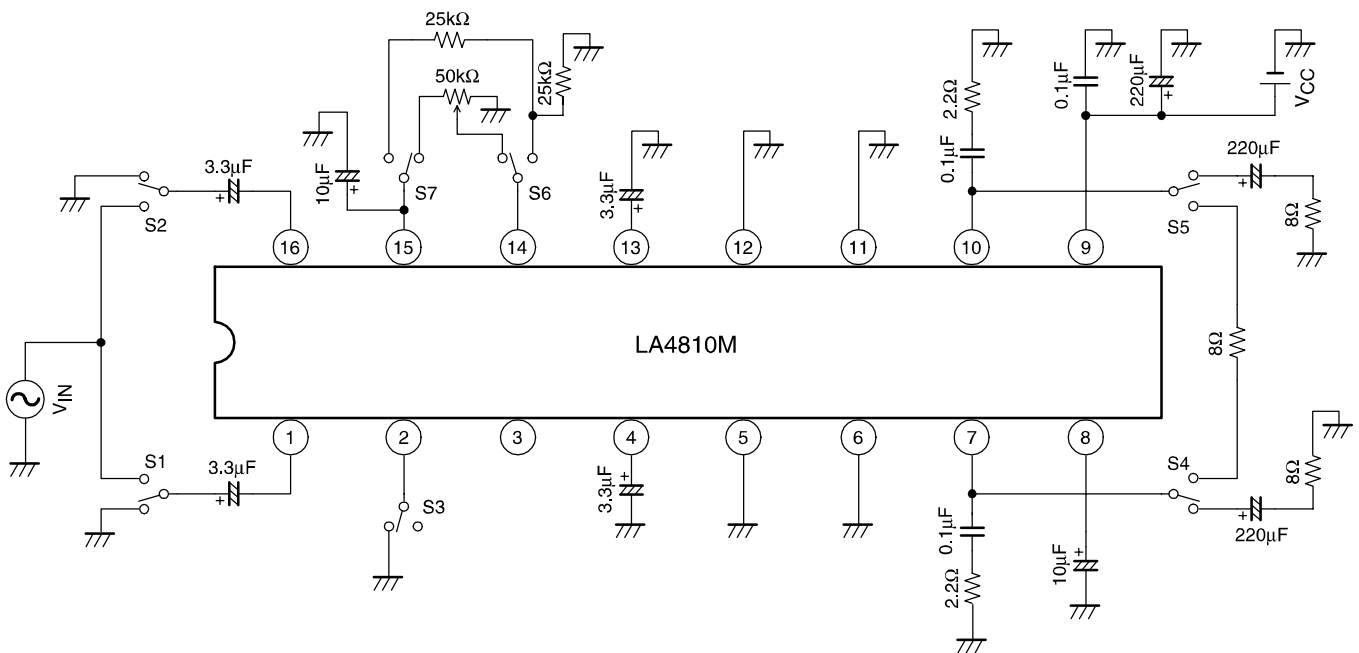 25kΩ
50kΩ
25kΩ
0.1µF
220µF
VCC
2.2Ω
0.1µF
3.3µF
10µF
S7
S6
3.3µF
220µF
S2
S5
8Ω
16
15
14
13
12
11
10
9
LA4810M
8Ω
VIN
1
2
3
4
5
6
7
8
S1
3.3µF
S3
3.3µF
S4
8Ω
220µF
0.1µF
2.2Ω
10µF
+
+
+
+
+
+
+
+
+